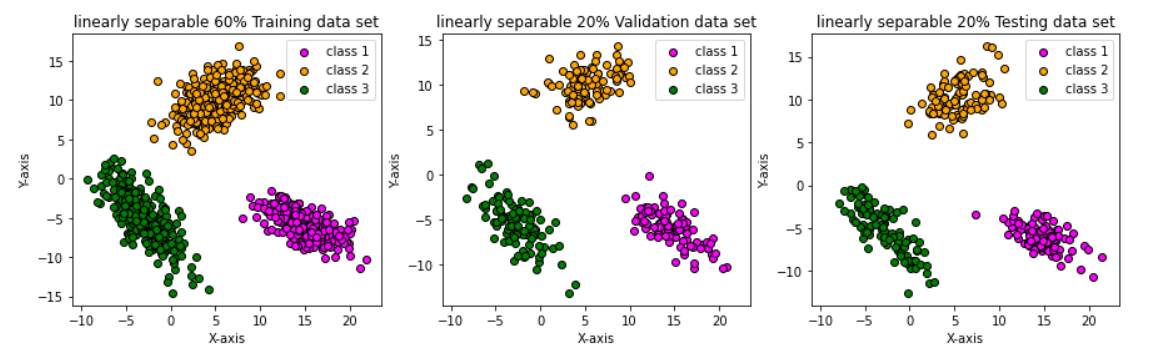 linearly separable 60% Training data set
class 1
class 2
class 3
15
10
5
0
−5
−10
−15
Y-axis
−10 −5 0 5 10 15 20
X-axis
linearly separable 20% Validation data set
class 1
class 2
class 3
15
10
5
0
−5
−10
Y-axis
−10 −5 0 5 10 15 20
X-axis
linearly separable 20% Testing data set
class 1
class 2
class 3
15
10
5
0
−5
−10
Y-axis
−10 −5 0 5 10 15 20
X-axis